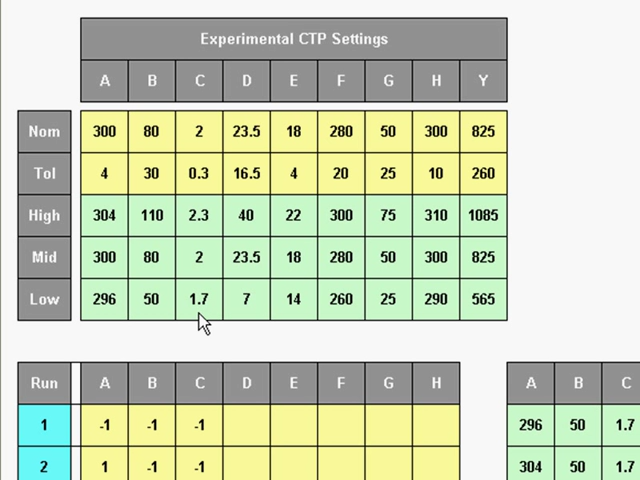 Experimental CTP Settings
A B C D E F G H Y
Nom 300 80 2 23.5 18 280 50 300 825
Tol 4 30 0.3 16.5 4 20 25 10 260
High 304 110 2.3 40 22 300 75 310 1085
Mid 300 80 2 23.5 18 280 50 300 825
Low 296 50 1.7 7 14 260 25 290 565
Run A B C D E F G H A B C
1 -1 -1 -1 296 50 1.7
2 1 -1 -1 304 50 1.7